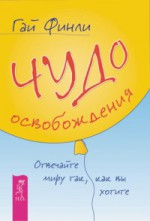 Гай Финли
ЧУДО
освобождения
Отвечайте
миру так, как вы
хотите